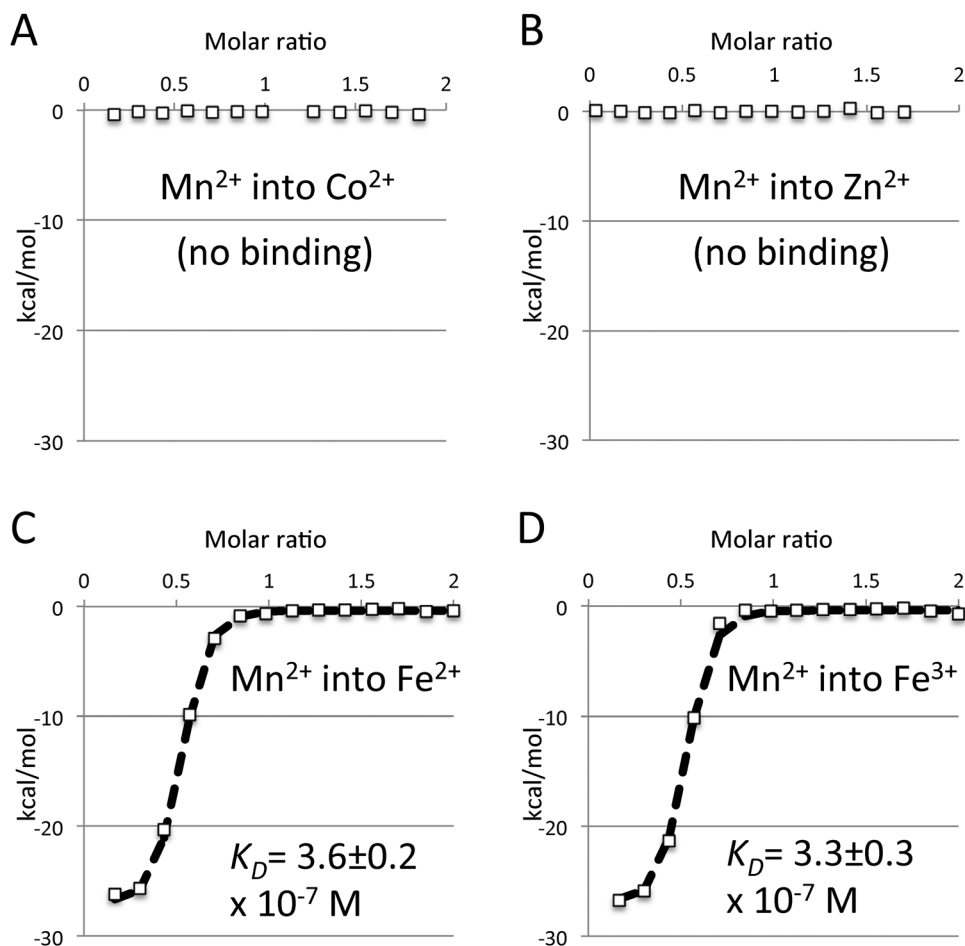 A
Molar ratio
0 0.5 1 1.5 2
0
-10
-20
-30
kcal/mol
Mn²⁺ into Co²⁺
(no binding)
B
Molar ratio
0 0.5 1 1.5 2
0
-10
-20
-30
kcal/mol
Mn²⁺ into Zn²⁺
(no binding)
C
Molar ratio
0 0.5 1 1.5 2
0
-10
-20
-30
kcal/mol
Mn²⁺ into Fe²⁺
K_D= 3.6±0.2
x 10⁻⁷ M
D
Molar ratio
0 0.5 1 1.5 2
0
-10
-20
-30
kcal/mol
Mn²⁺ into Fe³⁺
K_D= 3.3±0.3
x 10⁻⁷ M